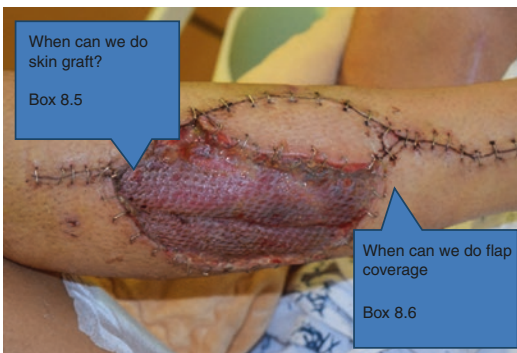 When can we do
skin graft?
Box 8.5
When can we do flap
coverage
Box 8.6